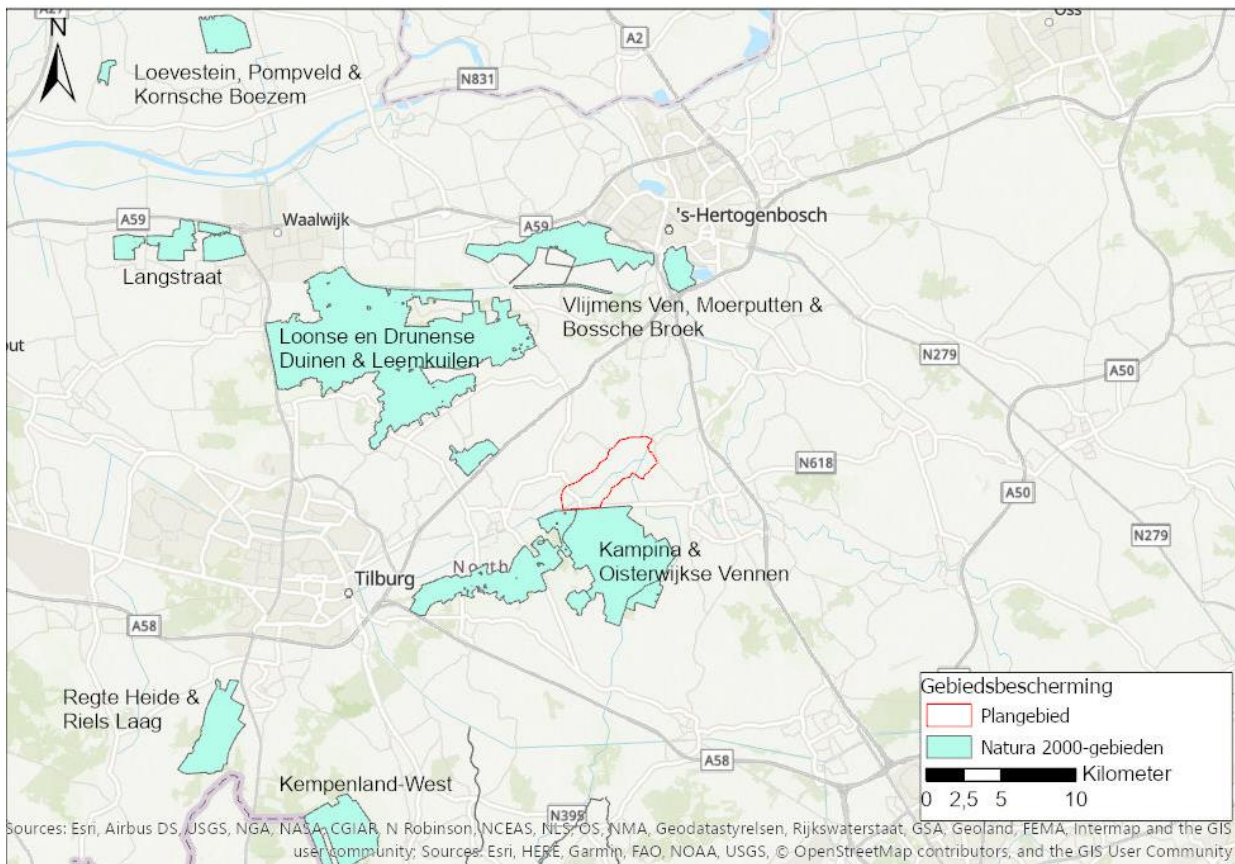 A27
N
Loevestein, Pompveld &
Kornsche Boezem
A2
Oss
N831
A59
Waalwijk
A59
's-Hertogenbosch
Langstraat
Vlijmens Ven, Moerputten &
Bossche Broek
Loonse en Drunense
Duinen & Leemkuilen
out
N279
A50
N618
A50
N279
Kampina &
Oisterwijkse Vennen
North
Tilburg
A58
Regte Heide &
Riels Laag
Kempenland-West
A58
N395
Gebiedsbescherming
Plangebied
Natura 2000-gebieden
Kilometer
0 2,5 5 10
Sources: Esri, Airbus DS, USGS, NGA, NASA, CGIAR, N Robinson, NCEAS, NLS, OS, NMA, Geodatastyrelsen, Rijkswaterstaat, GSA, Geoland, FEMA, Intermap and the GIS
user community; Sources: Esri, HERE, Garmin, FAO, NOAA, USGS, © OpenStreetMap contributors, and the GIS User Community